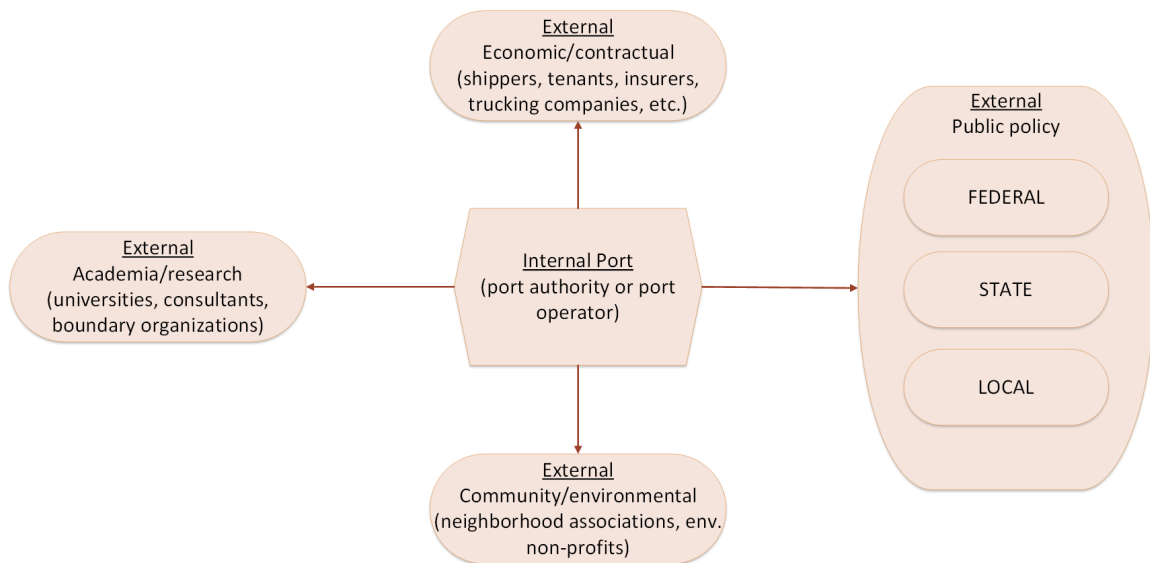 External
Economic/contractual
(shippers, tenants, insurers,
trucking companies, etc.)
External
Public policy
FEDERAL
STATE
LOCAL
External
Academia/research
(universities, consultants,
boundary organizations)
Internal Port
(port authority or port
operator)
External
Community/environmental
(neighborhood associations, env.
non-profits)